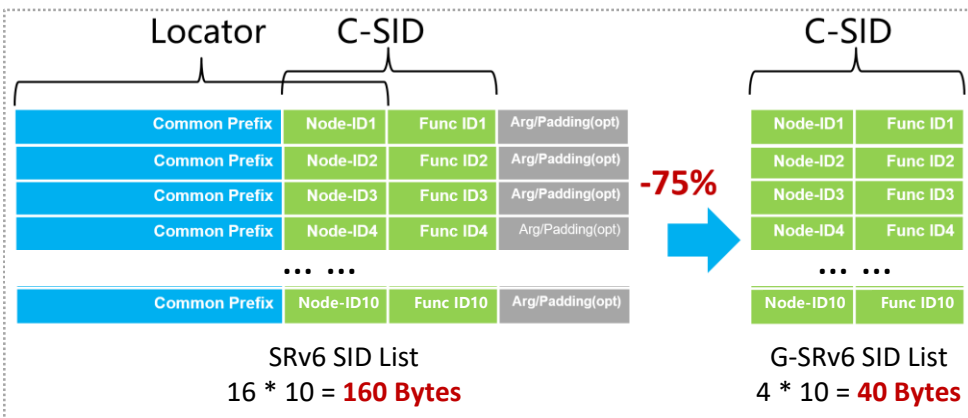 Locator C-SID C-SID
Common Prefix Node-ID1 Func ID1 Arg/Padding(opt) Node-ID1 Func ID1
Common Prefix Node-ID2 Func ID2 Arg/Padding(opt) Node-ID2 Func ID2
Common Prefix Node-ID3 Func ID3 Arg/Padding(opt) -75% Node-ID3 Func ID3
Common Prefix Node-ID4 Func ID4 Arg/Padding(opt) Node-ID4 Func ID4
... ... ... ...
Common Prefix Node-ID10 Func ID10 Arg/Padding(opt) Node-ID10 Func ID10
SRv6 SID List G-SRv6 SID List
16 * 10 = 160 Bytes 4 * 10 = 40 Bytes